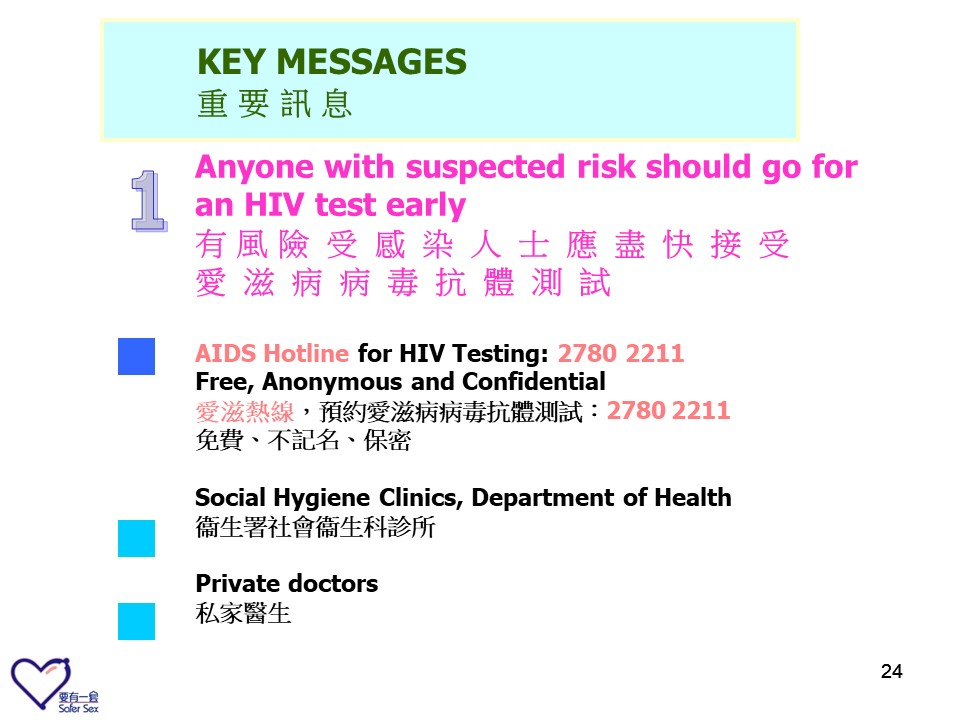 KEY MESSAGES
重 要 訊 息
1
Anyone with suspected risk should go for
an HIV test early
有 風 險 受 感 染 人 士 應 盡 快 接 受
愛 滋 病 病 毒 抗 體 測 試
AIDS Hotline for HIV Testing: 2780 2211
Free, Anonymous and Confidential
愛滋熱線，預約愛滋病病毒抗體測試：2780 2211
免費、不記名、保密
Social Hygiene Clinics, Department of Health
衞生署社會衞生科診所
Private doctors
私家醫生
24
要有一套
Safer Sex